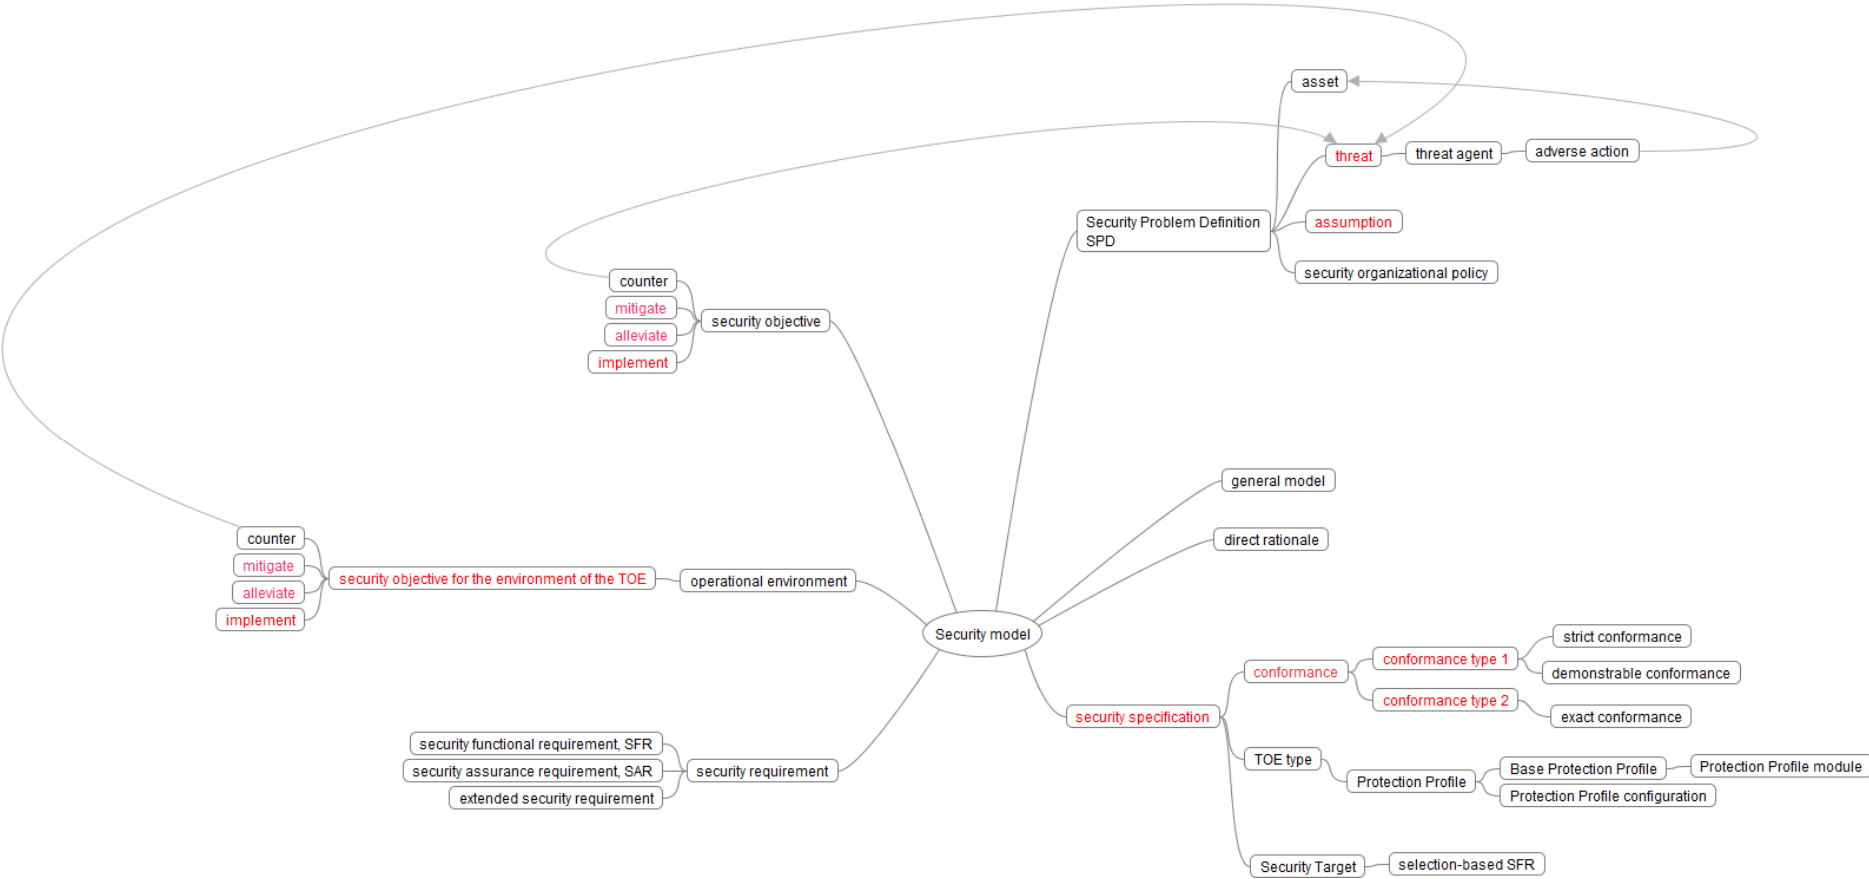 asset
threat
threat agent
adverse action
Security Problem Definition
SPD
assumption
security organizational policy
counter
mitigate
alleviate
implement
security objective
general model
direct rationale
counter
mitigate
alleviate
implement
security objective for the environment of the TOE
operational environment
Security model
strict conformance
conformance type 1
conformance
demonstrable conformance
conformance type 2
security specification
exact conformance
security functional requirement, SFR
security assurance requirement, SAR
extended security requirement
security requirement
TOE type
Protection Profile
Base Protection Profile
Protection Profile module
Protection Profile configuration
Security Target
selection-based SFR